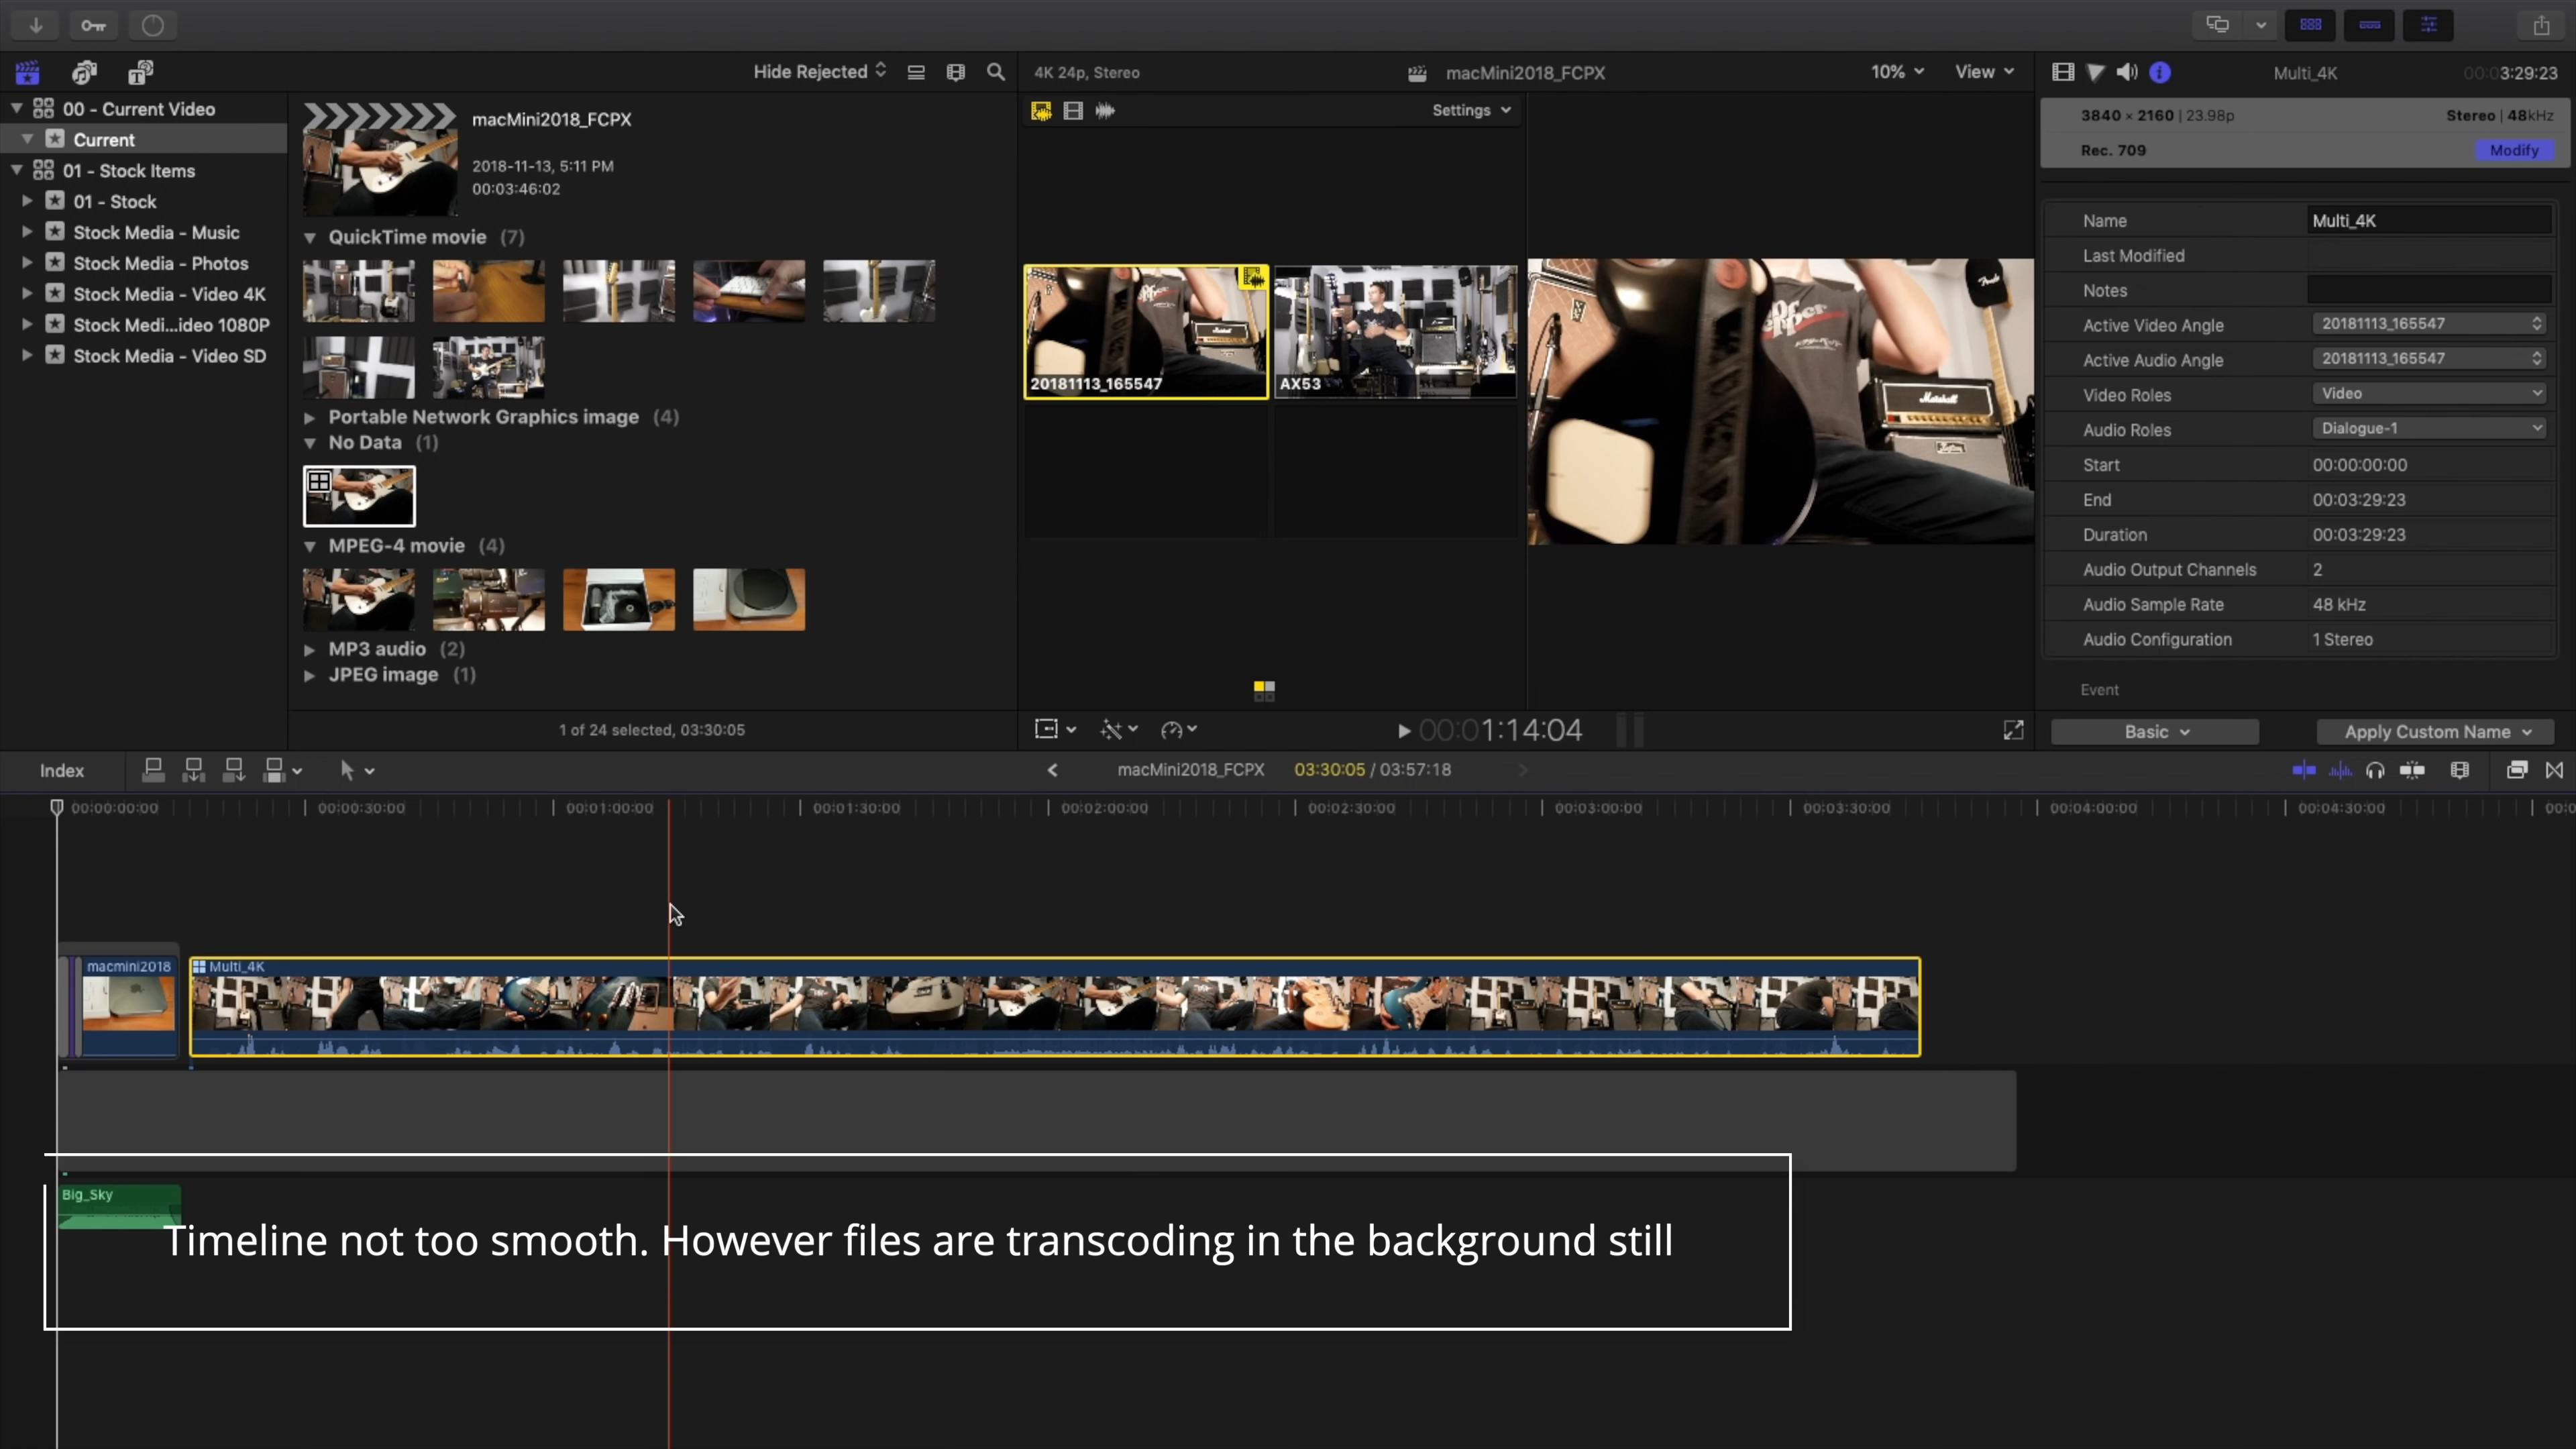 Hide Rejected
4K 24p, Stereo
macMini2018_FCPX
10%
View
Multi_4K
00:03:29:23
00 - Current Video
Current
01 - Stock Items
01 - Stock
Stock Media - Music
Stock Media - Photos
Stock Media - Video 4K
Stock Medi...ideo 1080P
Stock Media - Video SD
macMini2018_FCPX
2018-11-13, 5:11 PM
00:03:46:02
QuickTime movie (7)
Portable Network Graphics image (4)
No Data (1)
MPEG-4 movie (4)
MP3 audio (2)
JPEG image (1)
1 of 24 selected, 03:30:05
Settings
20181113_165547
AX53
Marshall
Fender
00:01:14:04
3840 × 2160 | 23.98p
Stereo | 48kHz
Rec. 709
Modify
Name Multi_4K
Last Modified
Notes
Active Video Angle 20181113_165547
Active Audio Angle 20181113_165547
Video Roles Video
Audio Roles Dialogue-1
Start 00:00:00:00
End 00:03:29:23
Duration 00:03:29:23
Audio Output Channels 2
Audio Sample Rate 48 kHz
Audio Configuration 1 Stereo
Event
Basic
Apply Custom Name
Index
macMini2018_FCPX
03:30:05 / 03:57:18
00:00:00:00
00:00:30:00
00:01:00:00
00:01:30:00
00:02:00:00
00:02:30:00
00:03:00:00
00:03:30:00
00:04:00:00
00:04:30:00
macmini2018
Multi_4K
Big_Sky
Timeline not too smooth. However files are transcoding in the background still